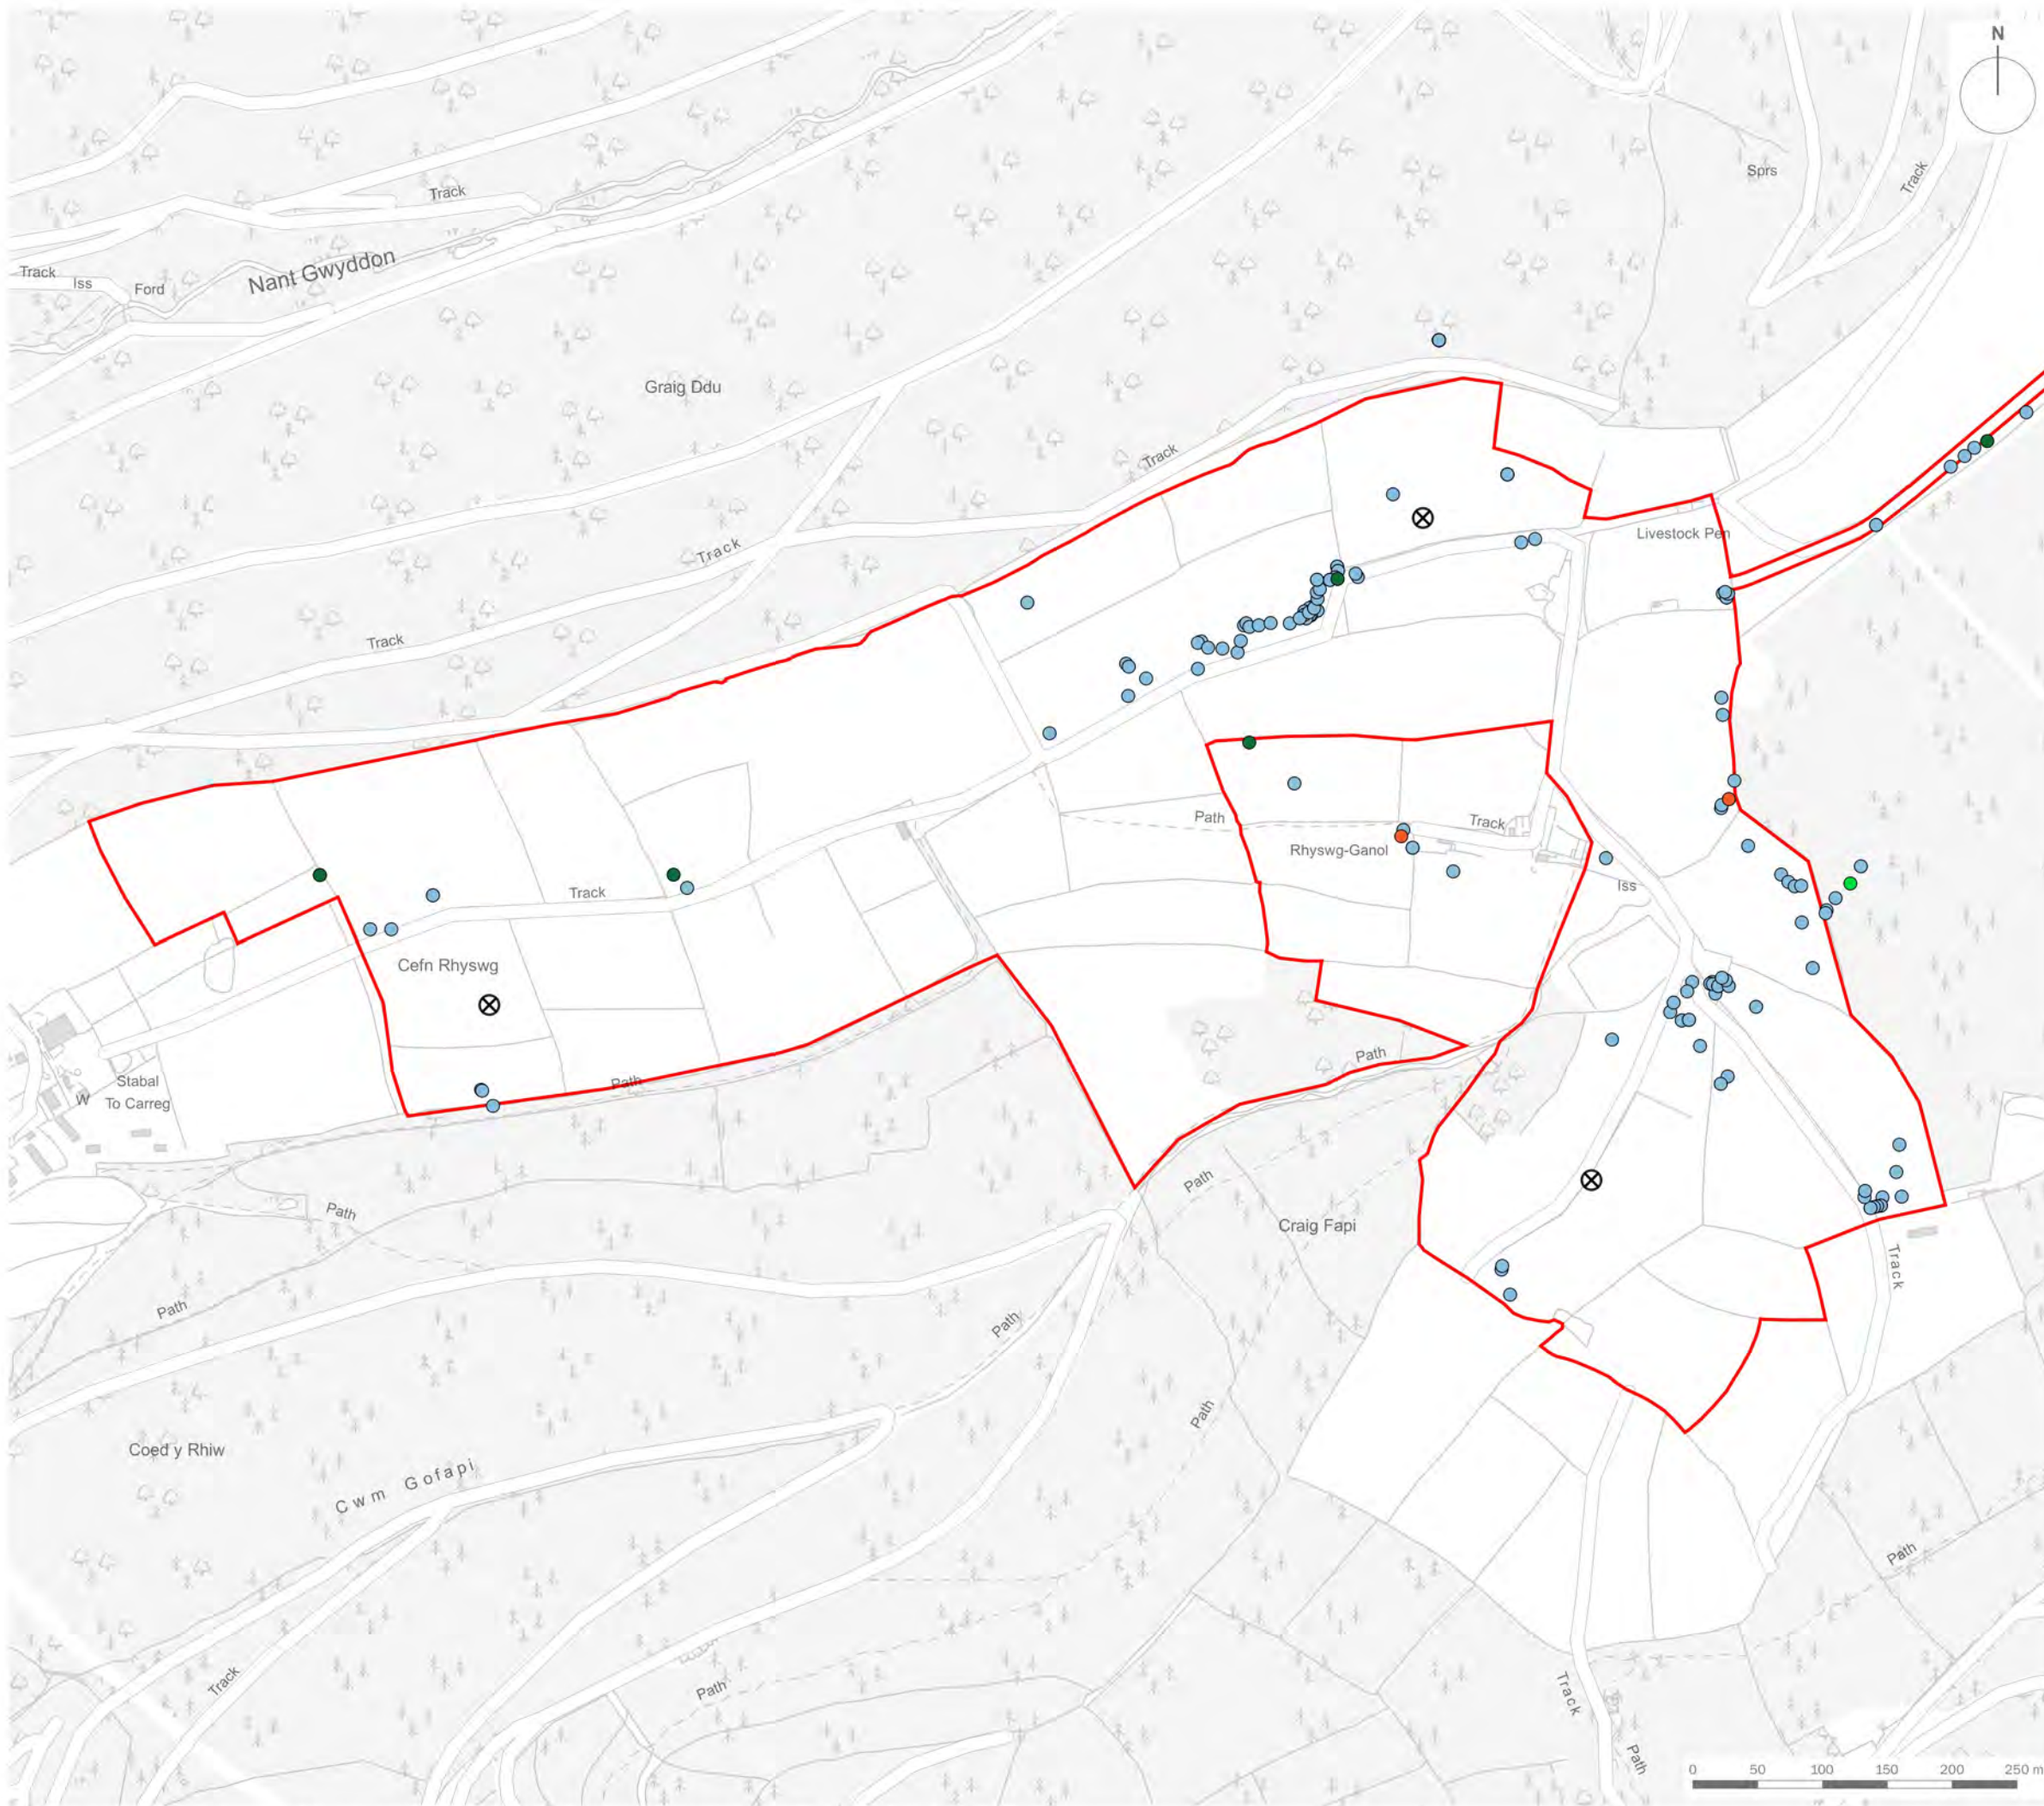 N
Sprs
Track
Track
Nant Gwyddon
Track
Iss
Ford
Graig Ddu
Track
Livestock Pen
Track
Track
Path
Track
Rhyswg-Ganol
Iss
Track
Cefn Rhyswg
Path
Path
Stabal
To Carreg
W
Path
Path
Craig Fapi
Track
Path
Path
Path
Coed y Rhiw
Cwm Gofapi
Path
Track
Path
Track
Path
0 50 100 150 200 250 m